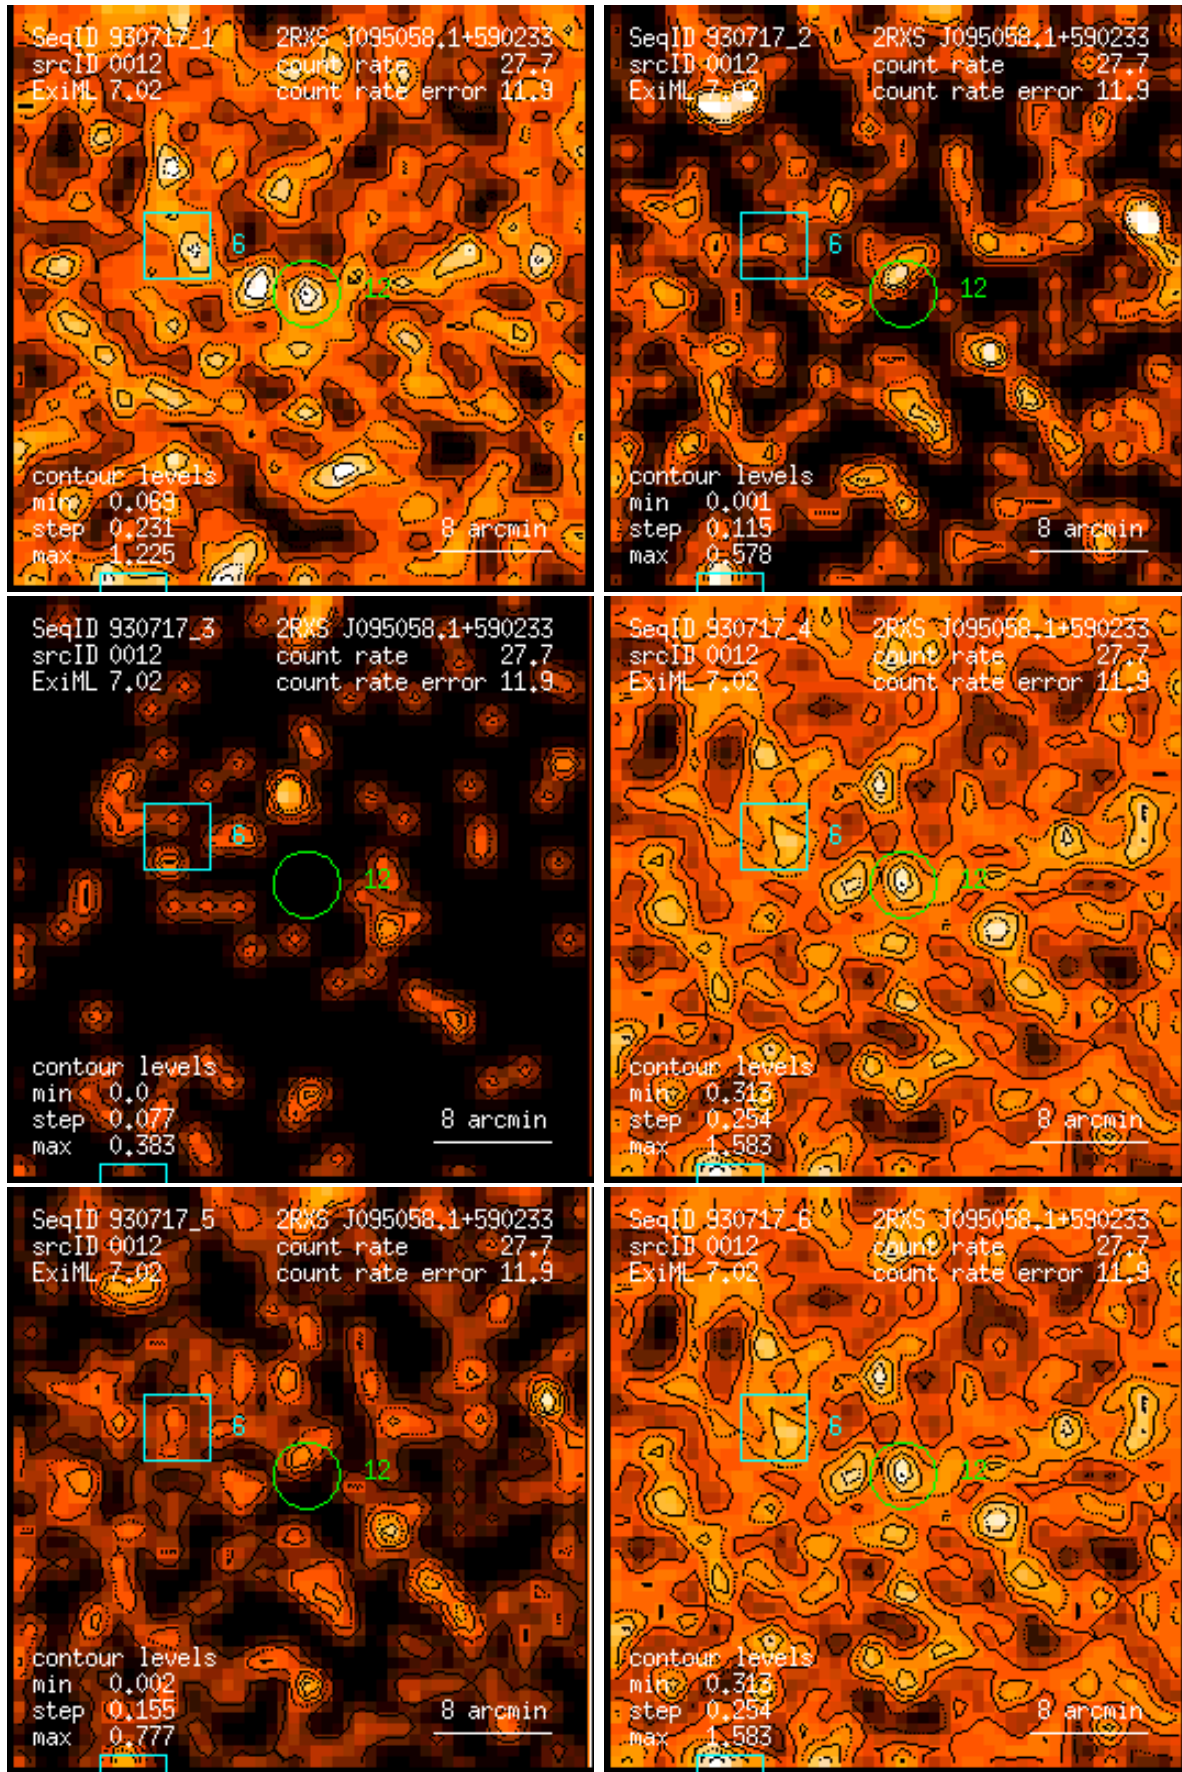 SeqID 930717_1 2RXS J095058.1+590233
srcID 0012 count rate 27.7
ExiML 7.02 count rate error 11.9
6
12
contour levels
min 0.069
step 0.231 8 arcmin
max 1.225
SeqID 930717_2 2RXS J095058.1+590233
srcID 0012 count rate 27.7
ExiML 7.02 count rate error 11.9
6
12
contour levels
min 0.001
step 0.115 8 arcmin
max 0.578
SeqID 930717_3 2RXS J095058.1+590233
srcID 0012 count rate 27.7
ExiML 7.02 count rate error 11.9
6
12
contour levels
min 0.0
step 0.077 8 arcmin
max 0.383
SeqID 930717_4 2RXS J095058.1+590233
srcID 0012 count rate 27.7
ExiML 7.02 count rate error 11.9
6
12
contour levels
min 0.313
step 0.254 8 arcmin
max 1.583
SeqID 930717_5 2RXS J095058.1+590233
srcID 0012 count rate 27.7
ExiML 7.02 count rate error 11.9
6
12
contour levels
min 0.002
step 0.155 8 arcmin
max 0.777
SeqID 930717_6 2RXS J095058.1+590233
srcID 0012 count rate 27.7
ExiML 7.02 count rate error 11.9
6
12
contour levels
min 0.313
step 0.254 8 arcmin
max 1.583